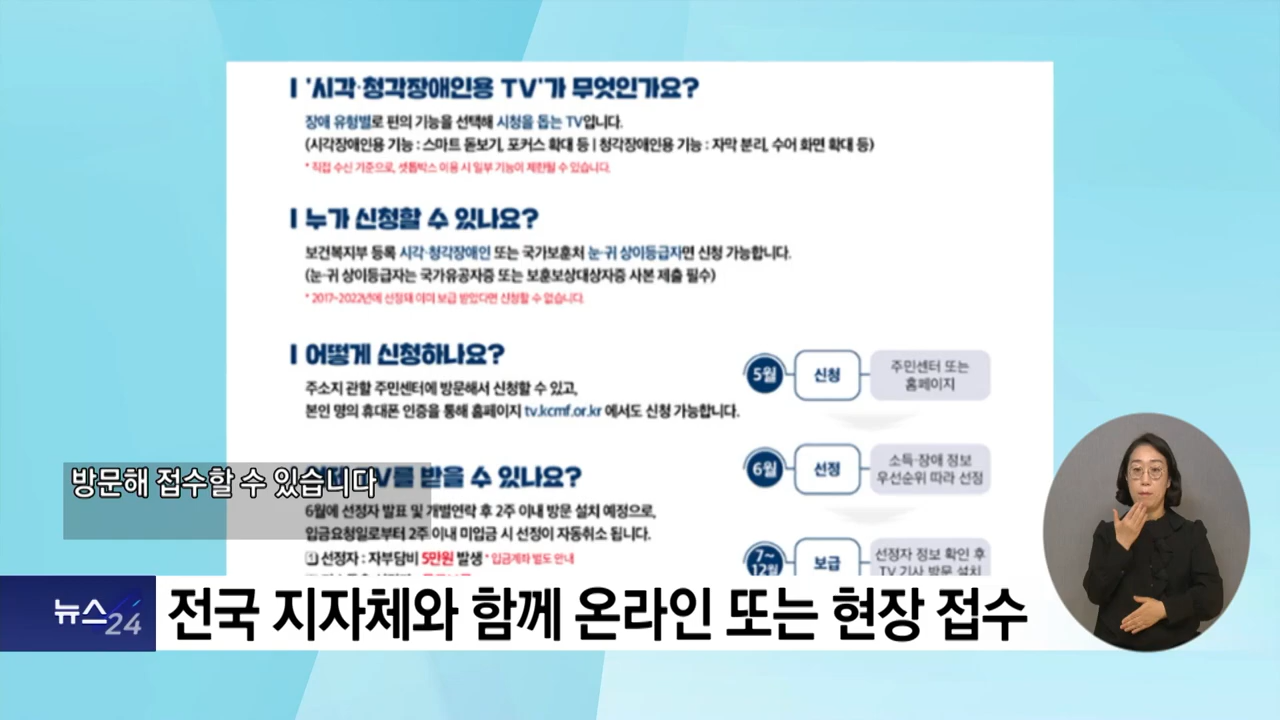 '시각·청각장애인용 TV'가 무엇인가요?
장애 유형별로 편의 기능을 선택해 시청을 돕는 TV입니다.
(시각장애인용 기능 : 스마트 돋보기, 포커스 확대 등 | 청각장애인용 기능 : 자막 분리, 수어 화면 확대 등)
* 직접 수신 기준으로, 셋톱박스 이용 시 일부 기능이 제한될 수 있습니다.
누가 신청할 수 있나요?
보건복지부 등록 시각·청각장애인 또는 국가보훈처 눈·귀 상이등급자면 신청 가능합니다.
(눈·귀 상이등급자는 국가유공자증 또는 보훈보상대상자증 사본 제출 필수)
* 2017~2022년에 선정돼 이미 보급 받았다면 신청할 수 없습니다.
어떻게 신청하나요?
주소지 관할 주민센터에 방문해서 신청할 수 있고,
본인 명의 휴대폰 인증을 통해 홈페이지 tv.kcmf.or.kr 에서도 신청 가능합니다.
5월 신청 주민센터 또는
홈페이지
6월 선정 소득·장애 정보
우선순위 따라 선정
7~
12월 보급 선정자 정보 확인 후
TV 기사 방문 설치
방문해 접수할 수 있습니다
TV를 받을 수 있나요?
6월에 선정자 발표 및 개별연락 후 2주 이내 방문 설치 예정으로,
입금요청일로부터 2주 이내 미입금 시 선정이 자동취소 됩니다.
1 선정자 : 자부담비 5만원 발생 * 입금계좌 별도 안내
뉴스24
전국 지자체와 함께 온라인 또는 현장 접수